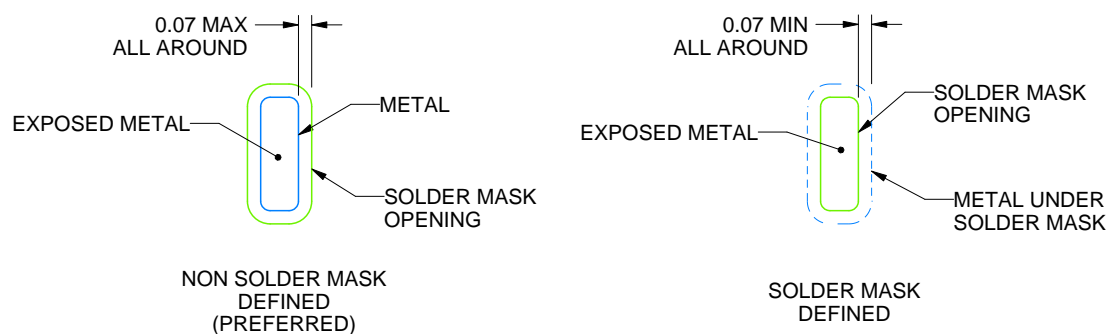 0.07 MAX
ALL AROUND
METAL
EXPOSED METAL
SOLDER MASK
OPENING
NON SOLDER MASK
DEFINED
(PREFERRED)
0.07 MIN
ALL AROUND
SOLDER MASK
OPENING
EXPOSED METAL
METAL UNDER
SOLDER MASK
SOLDER MASK
DEFINED